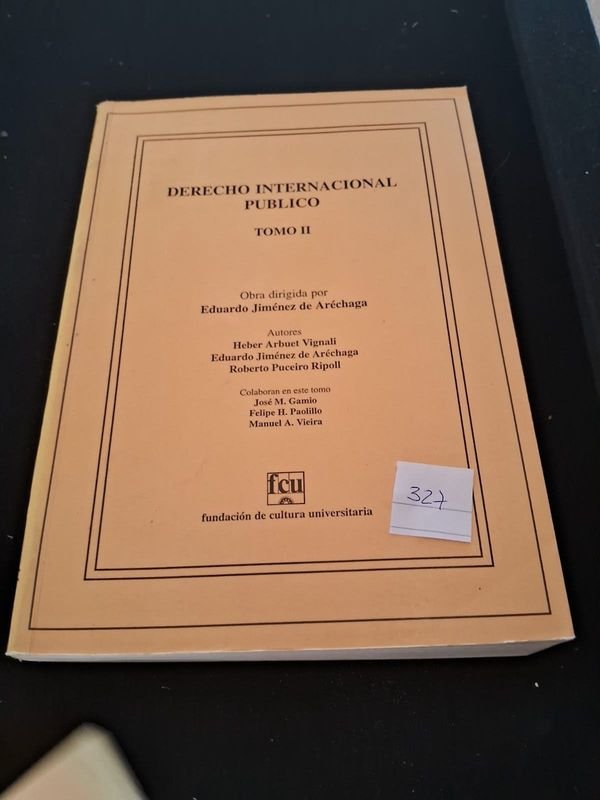 DERECHO INTERNACIONAL
PUBLICO
TOMO II
Obra dirigida por
Eduardo Jiménez de Aréchaga
Autores
Heber Arbuet Vignali
Eduardo Jiménez de Aréchaga
Roberto Puceiro Ripoll
Colaboran en este tomo
José M. Gamio
Felipe H. Paolillo
Manuel A. Vieira
fcu
fundación de cultura universitaria
327